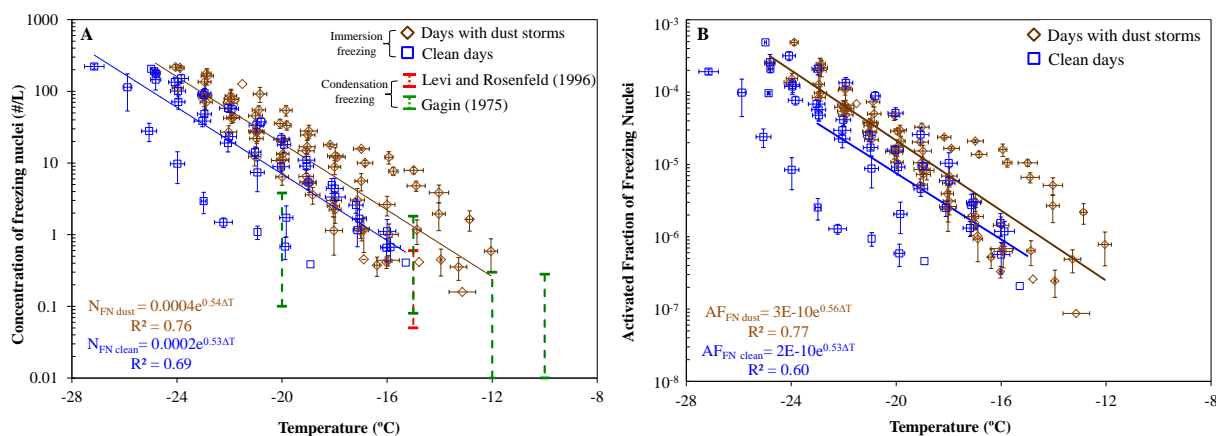 A
Immersion freezing
Days with dust storms
Clean days
Condensation freezing
Levi and Rosenfeld (1996)
Gagin (1975)
Concentration of freezing nuclei (#/L)
1000
100
10
1
0.1
0.01
N_FN dust = 0.0004e^0.54ΔT
R² = 0.76
N_FN clean = 0.0002e^0.53ΔT
R² = 0.69
-28 -24 -20 -16 -12 -8
Temperature (ºC)
B
Days with dust storms
Clean days
Activated Fraction of Freezing Nuclei
10^-3
10^-4
10^-5
10^-6
10^-7
10^-8
AF_FN dust = 3E-10e^0.56ΔT
R² = 0.77
AF_FN clean = 2E-10e^0.53ΔT
R² = 0.60
-28 -24 -20 -16 -12 -8
Temperature (ºC)